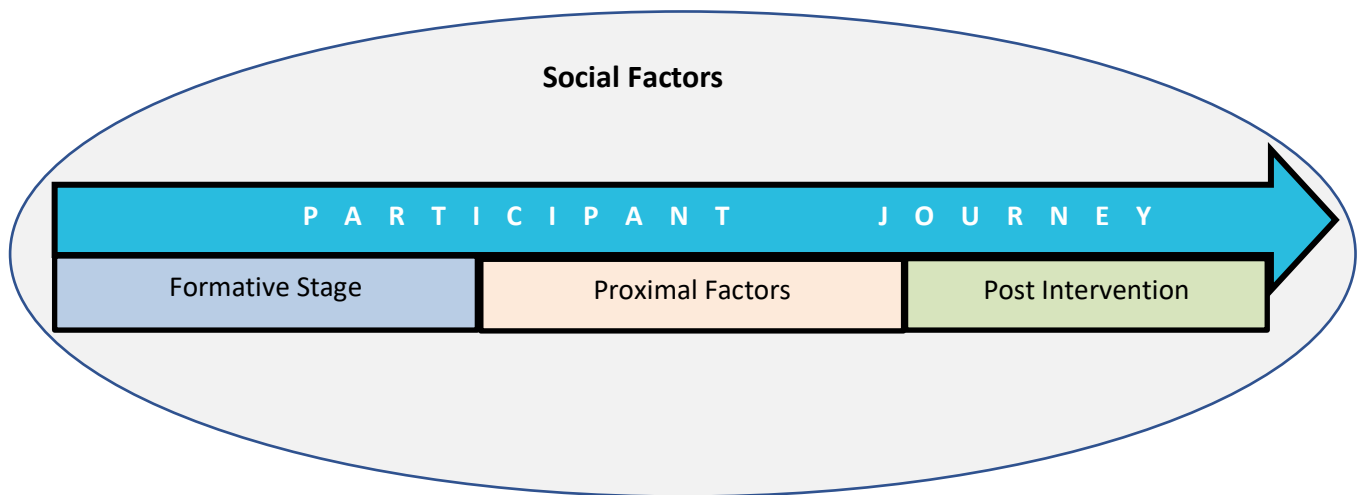 Social Factors
P A R T I C I P A N T   J O U R N E Y
Formative Stage
Proximal Factors
Post Intervention